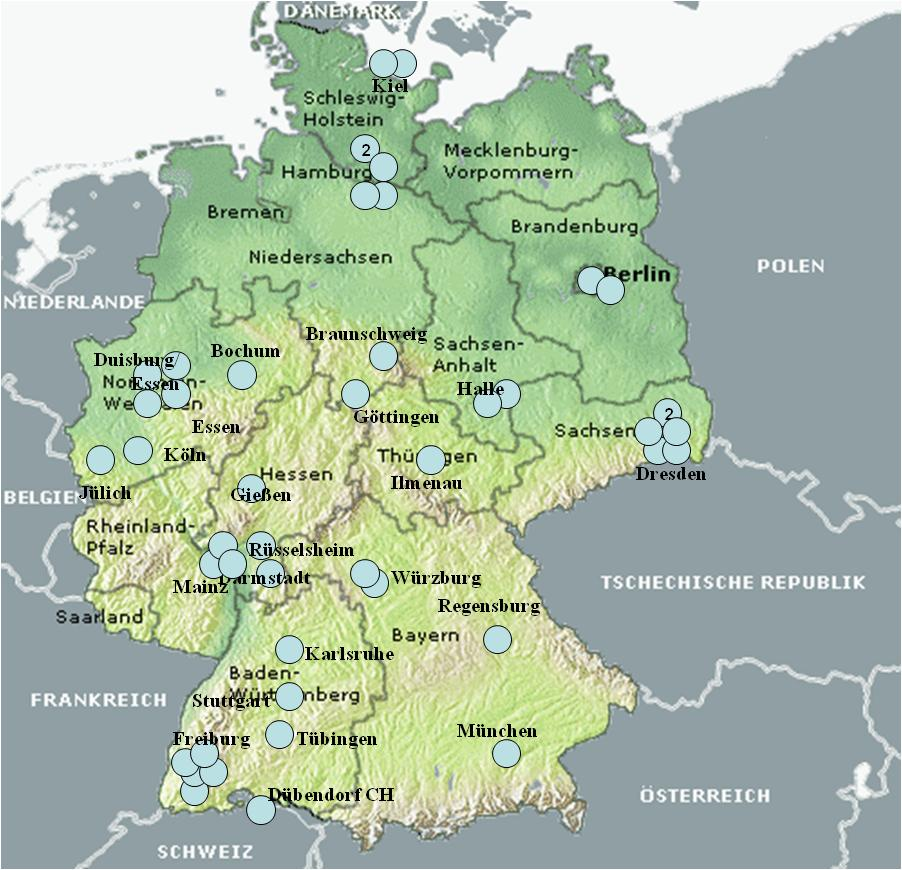 DÄNEMARK
Kiel
Schleswig-
Holstein
2
Mecklenburg-
Vorpommern
Hamburg
Bremen
Brandenburg
Niedersachsen
POLEN
Berlin
NIEDERLANDE
Braunschweig
Sachsen-
Anhalt
Bochum
Duisburg
Essen
Halle
Göttingen
2
Essen
Sachsen
Köln
Hessen
Ilmenau
Dresden
Jülich
BELGIEN
Gießen
Rheinland-
Pfalz
Rüsselsheim
Mainz
Darmstadt
Würzburg
TSCHECHISCHE REPUBLIK
Regensburg
Saarland
Bayern
Karlsruhe
Baden-
Stuttgart
FRANKREICH
München
Freiburg
Tübingen
Dübendorf CH
ÖSTERREICH
SCHWEIZ